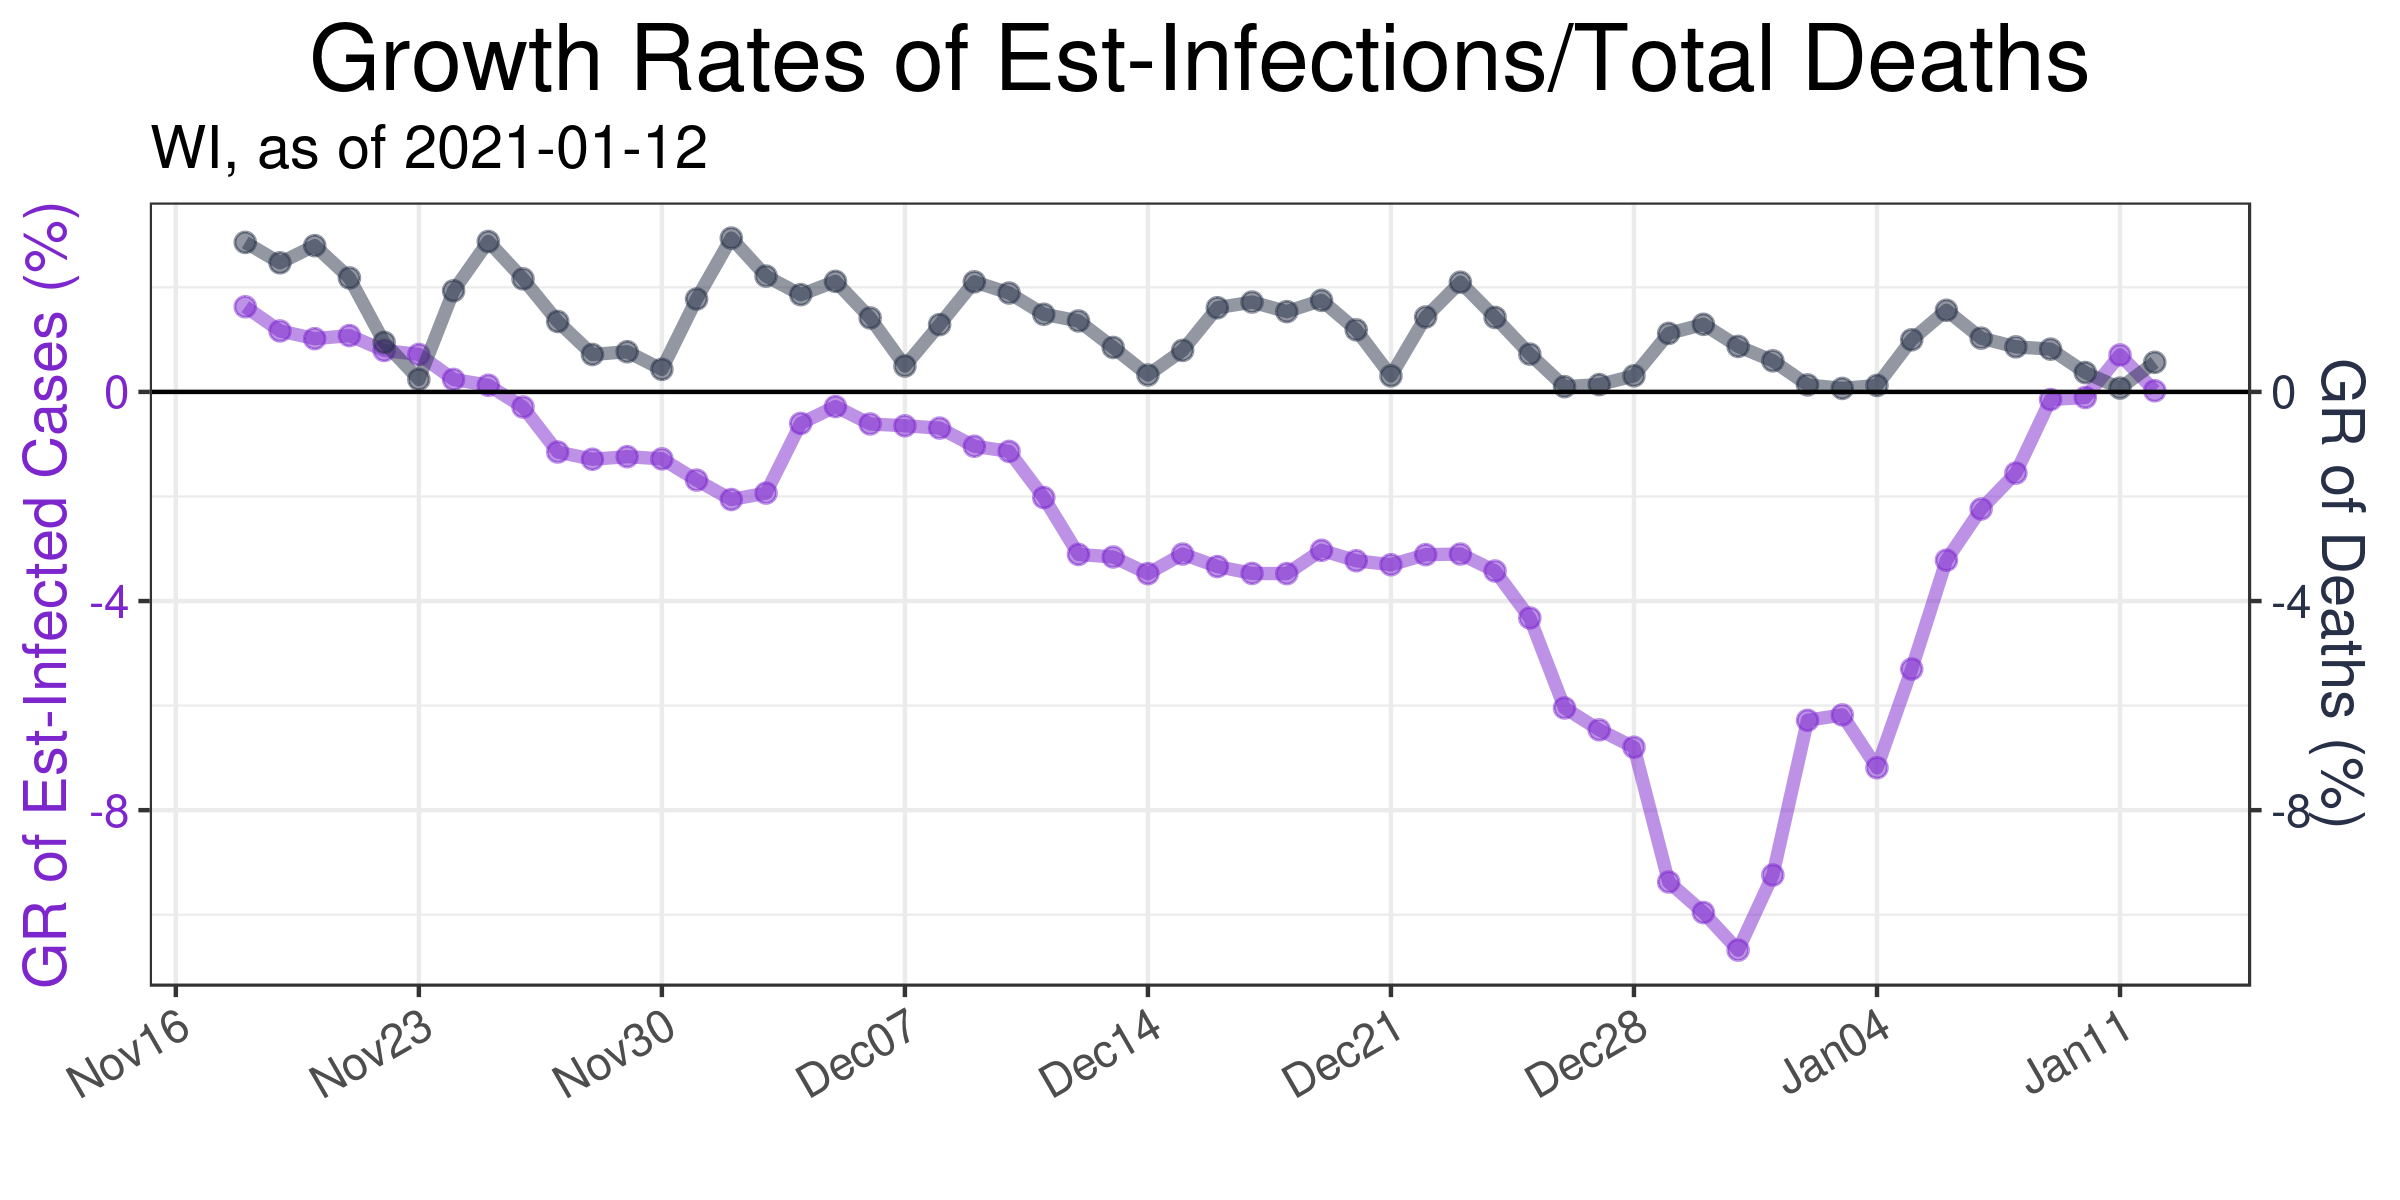 Growth Rates of Est-Infections/Total Deaths
WI, as of 2021-01-12
GR of Est-Infected Cases (%)
0
-4
-8
0
-4
-8
GR of Deaths (%)
Nov16
Nov23
Nov30
Dec07
Dec14
Dec21
Dec28
Jan04
Jan11